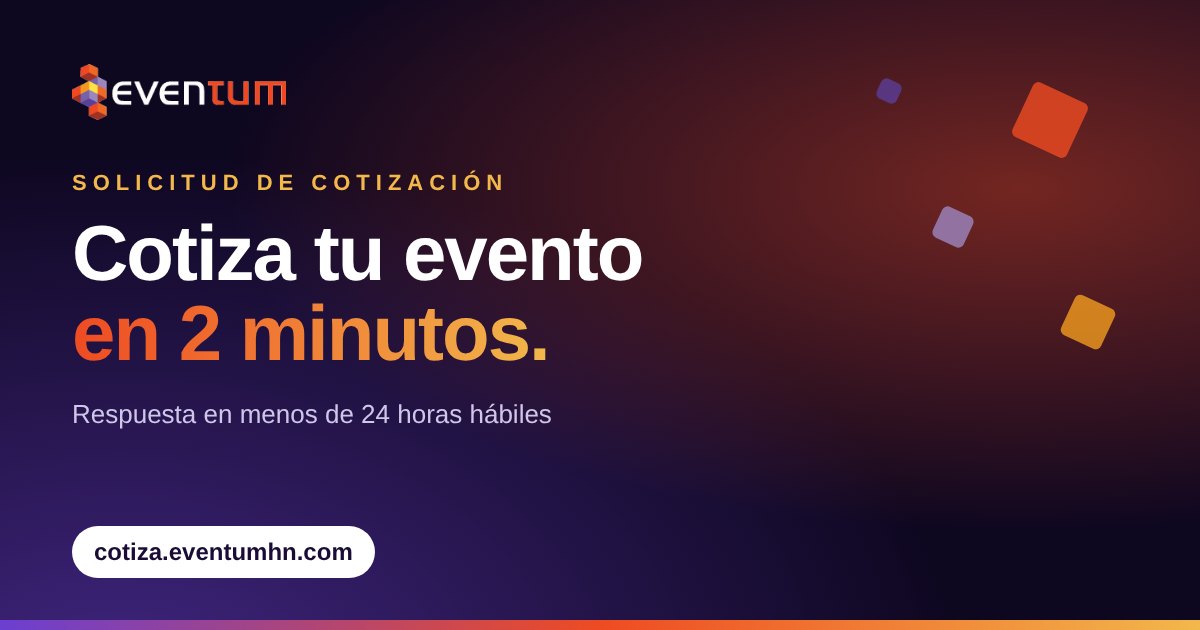 EVENTUM
SOLICITUD DE COTIZACIÓN
Cotiza tu evento
en 2 minutos.
Respuesta en menos de 24 horas hábiles
cotiza.eventumhn.com